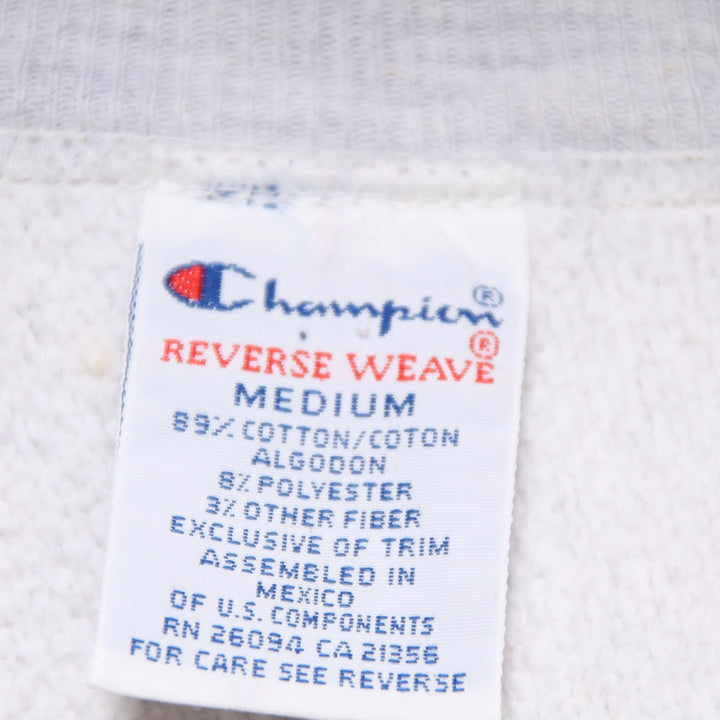 Champion®
REVERSE WEAVE®
MEDIUM
89% COTTON/COTON
ALGODON
8% POLYESTER
3% OTHER FIBER
EXCLUSIVE OF TRIM
ASSEMBLED IN
MEXICO
OF U.S. COMPONENTS
RN 26094 CA 21356
FOR CARE SEE REVERSE